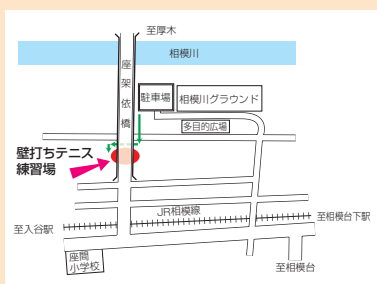 至厚木
相模川
座架依橋
駐車場
相模川グラウンド
多目的広場
壁打ちテニス
練習場
JR相模線
至入谷駅
至相模台下駅
座間
小学校
至相模台